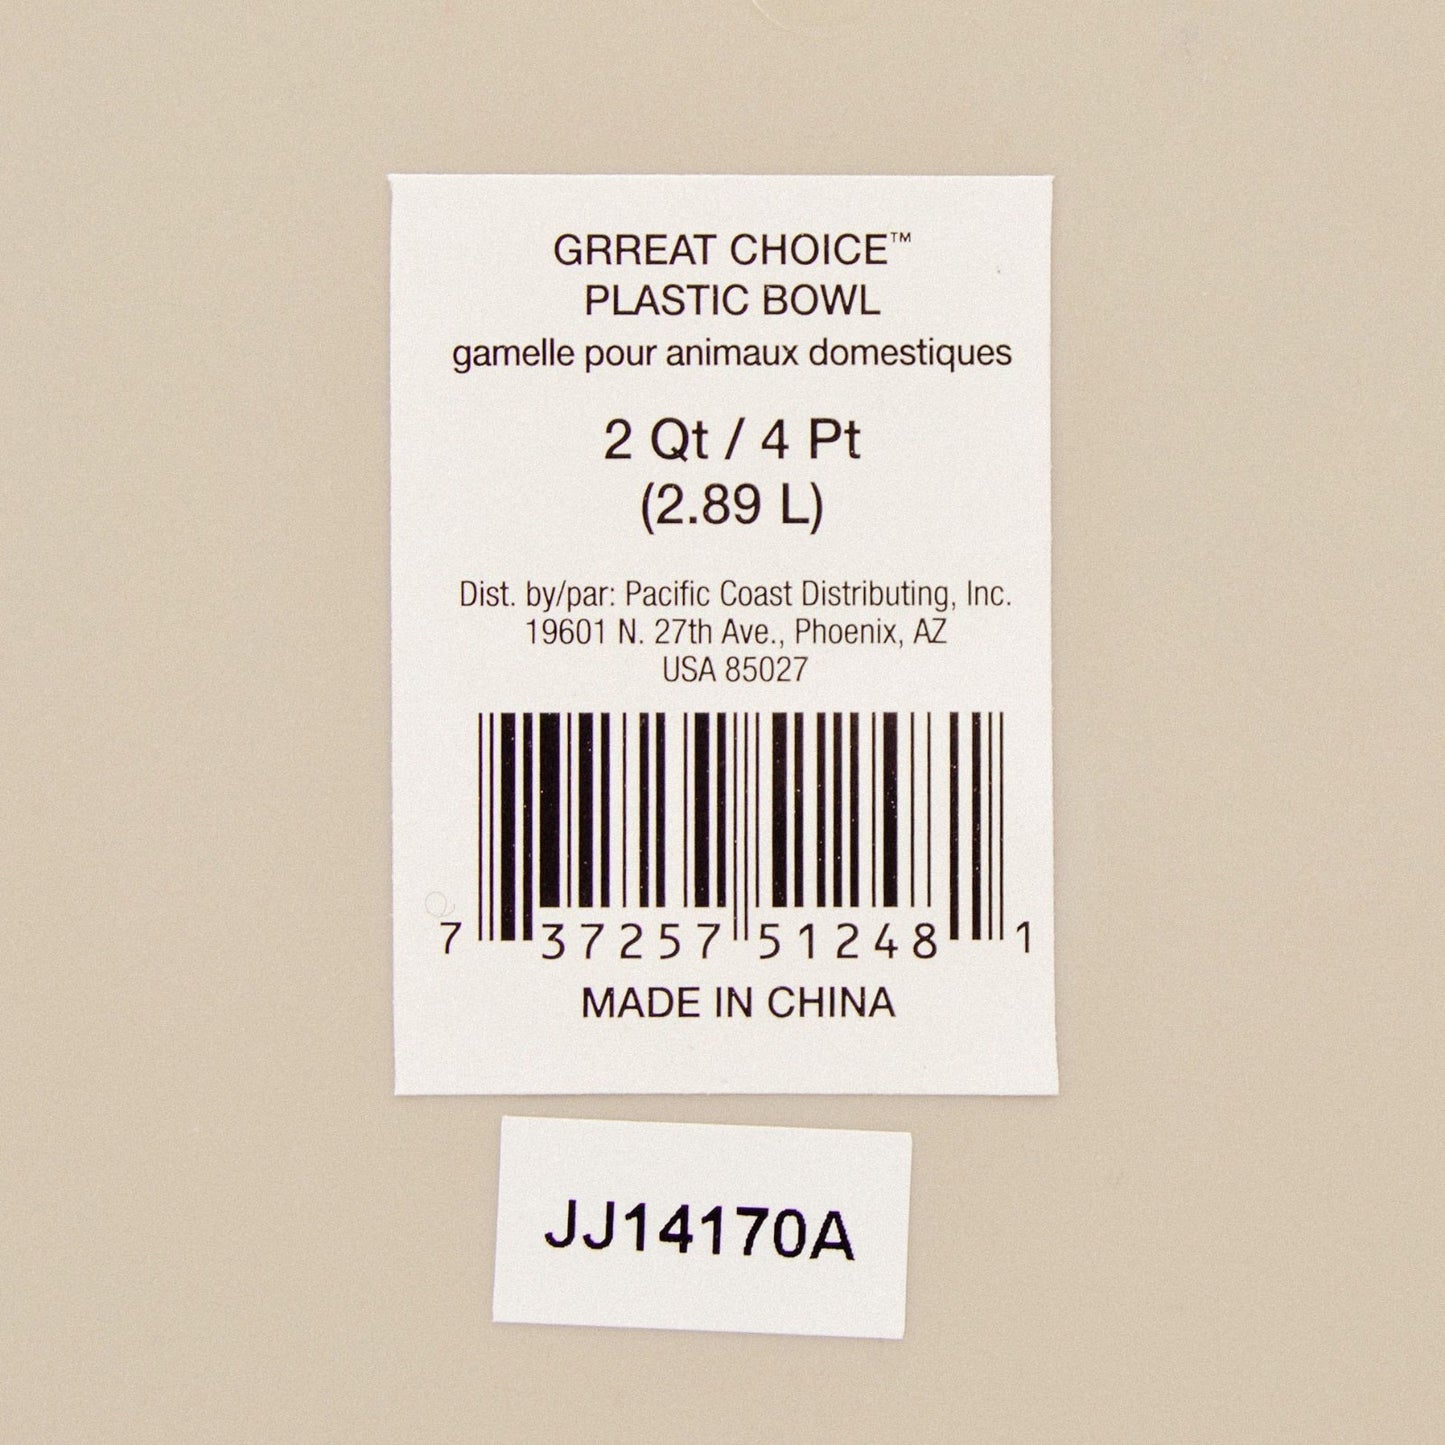 GRREAT CHOICE™
PLASTIC BOWL
gamelle pour animaux domestiques
2 Qt / 4 Pt
(2.89 L)
Dist. by/par: Pacific Coast Distributing, Inc.
19601 N. 27th Ave., Phoenix, AZ
USA 85027
7 37257 51248 1
MADE IN CHINA
JJ14170A